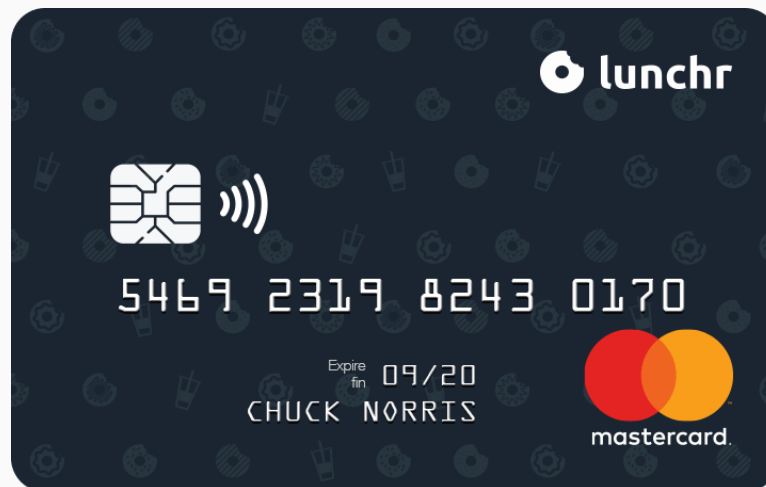 lunchr
5469 2319 8243 0170
Expire
fin 09/20
CHUCK NORRIS
mastercard.